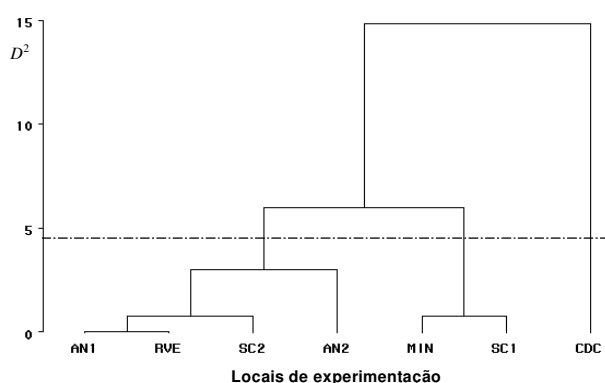 15
D²
10
5
0
AN1 RVE SC2 AN2 MIN SC1 CDC
Locais de experimentação